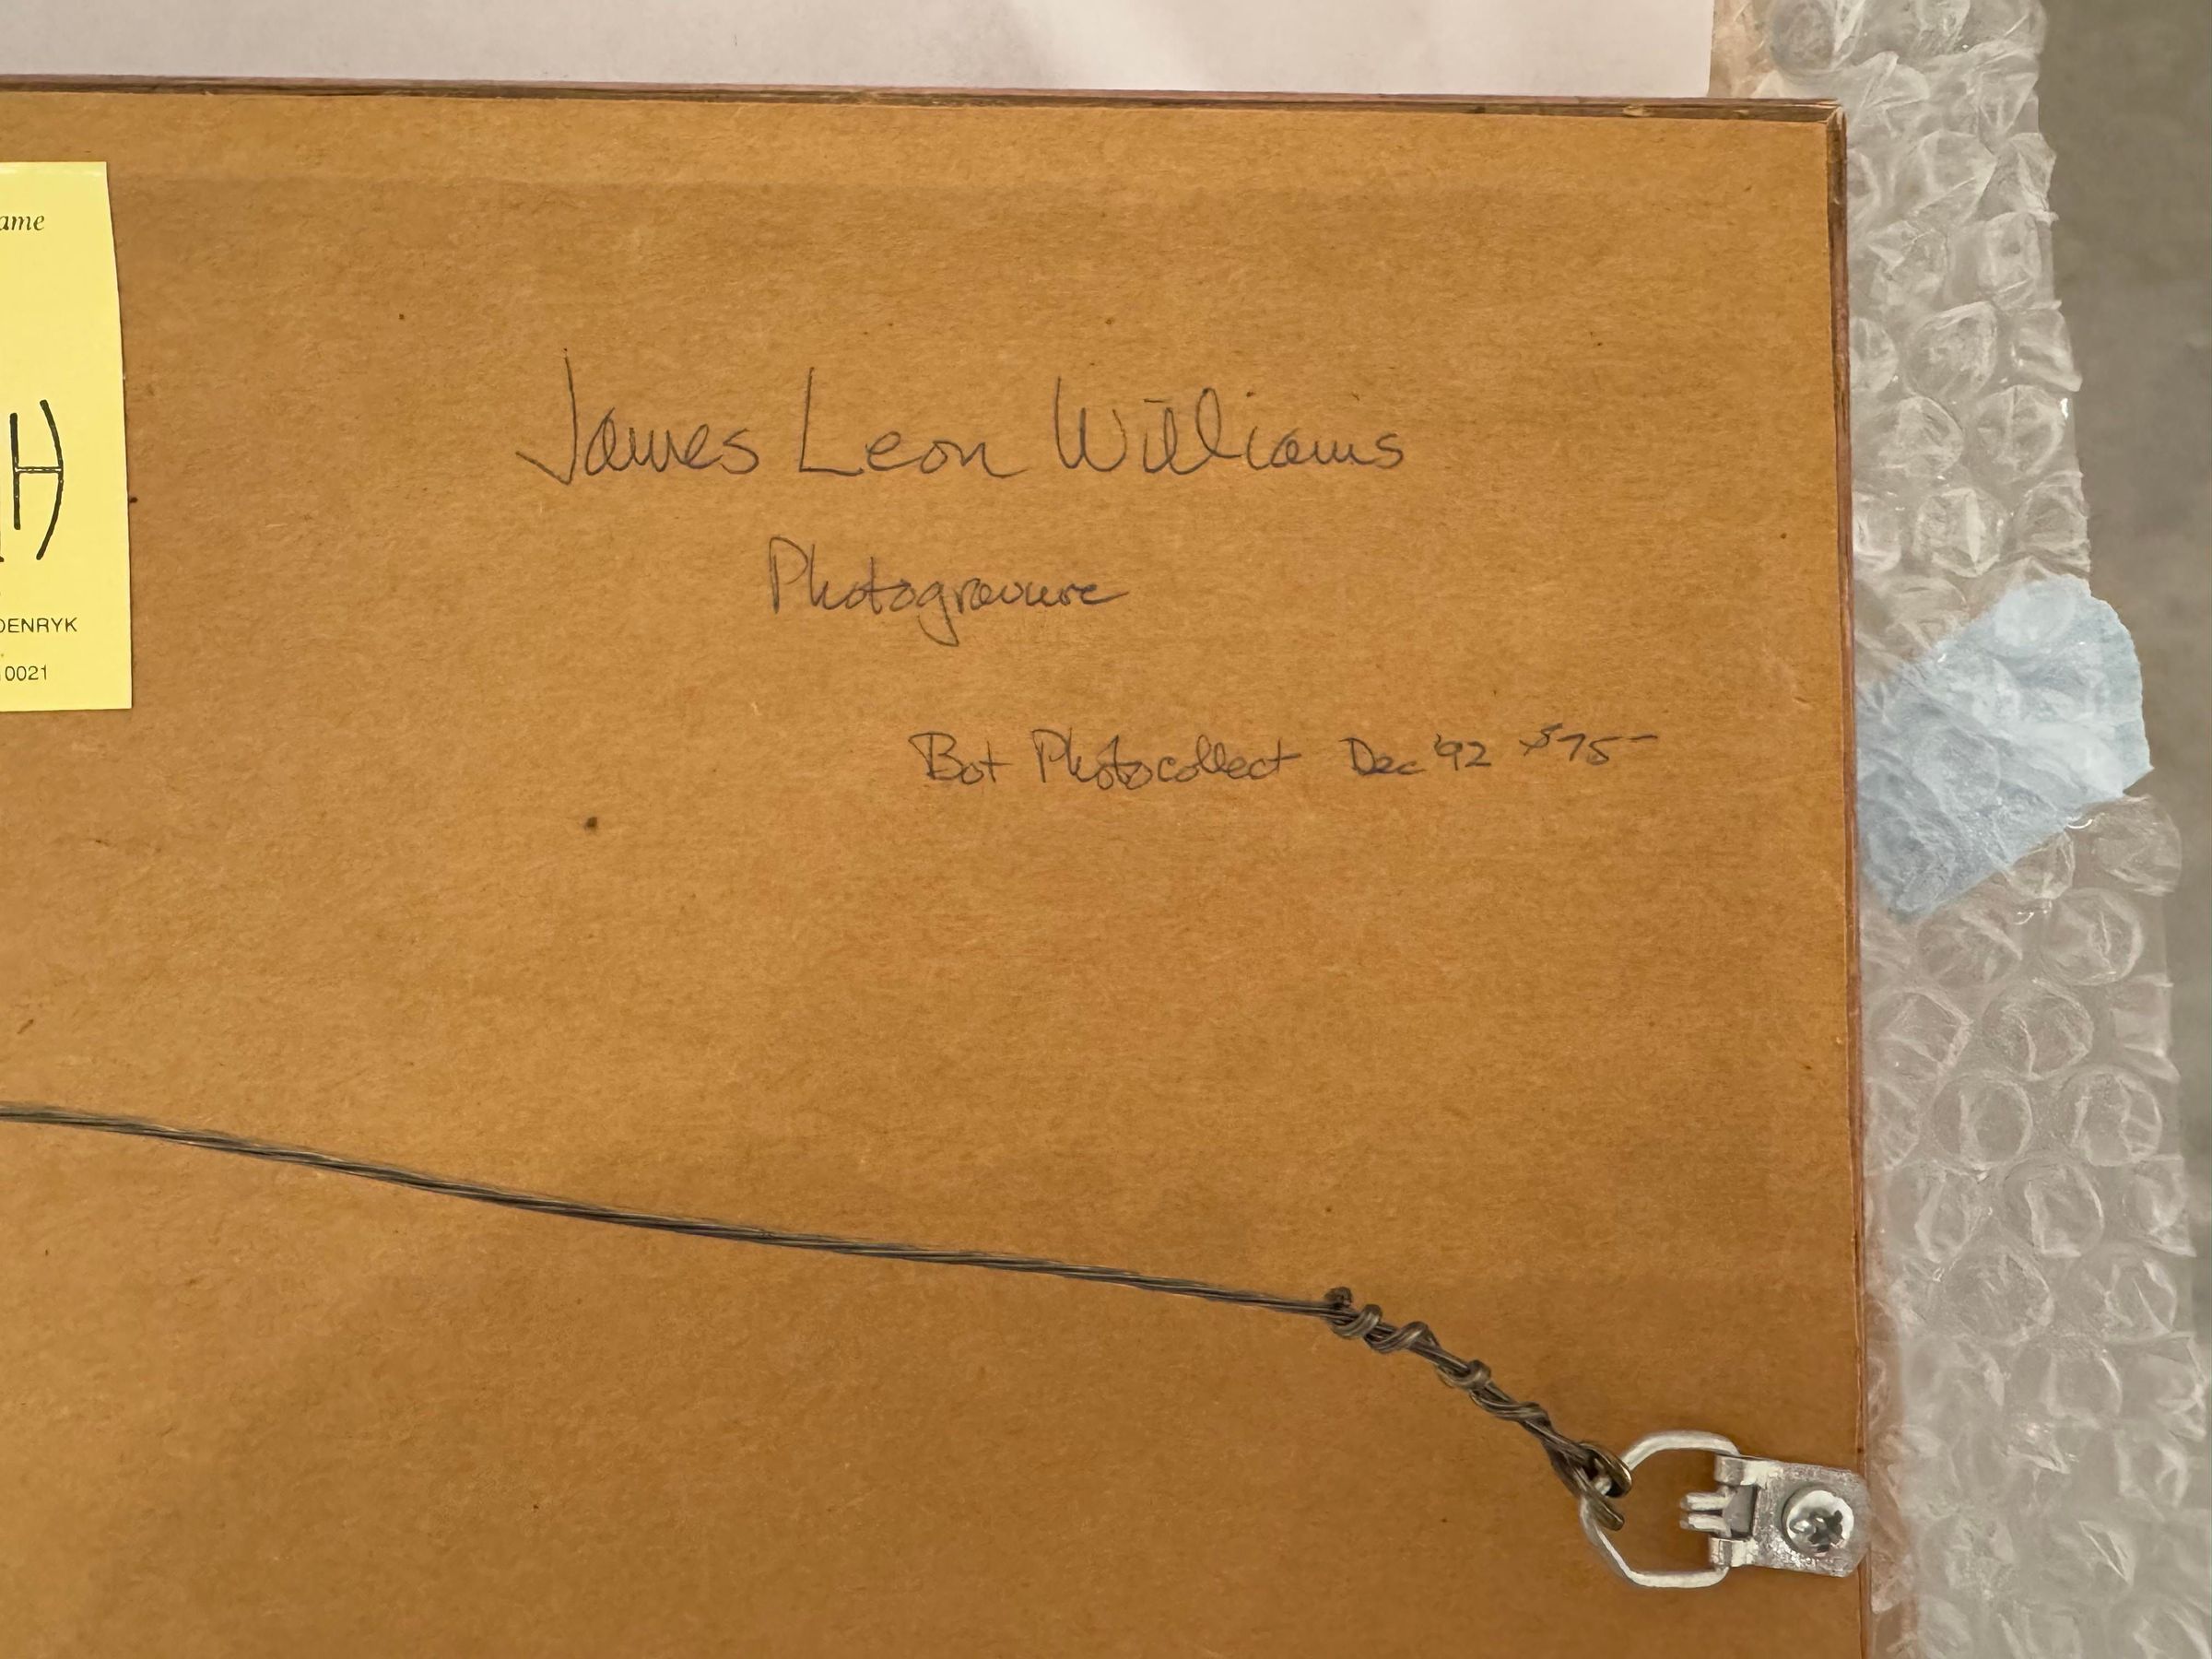 ame
H)
DENRYK
0021
James Leon Williams
Photogravure
Bot Photocollect Dec '92 $75-